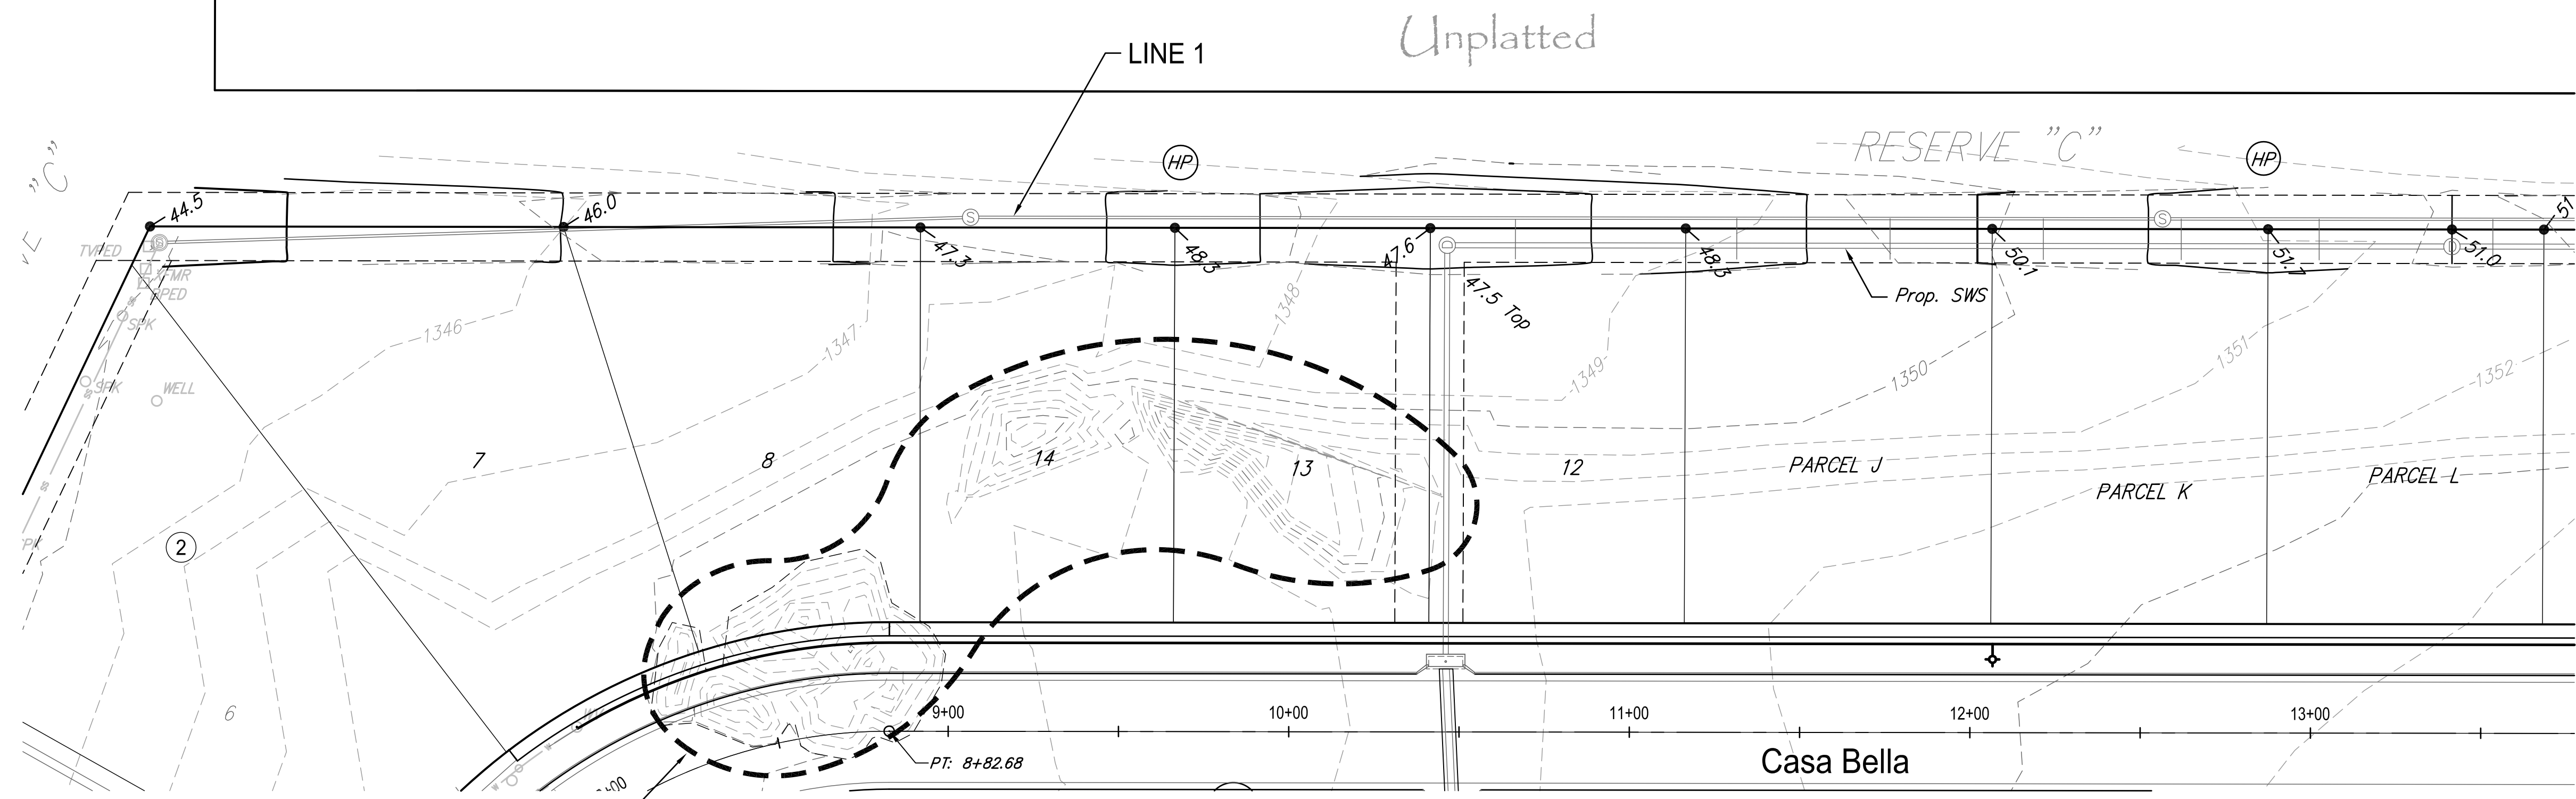 Unplatted
LINE 1
RESERVE "C"
"C"
HP
HP
44.5
46.0
47.3
48.3
47.6
48.3
50.1
51.7
51.0
51
S
S
S
S
D
D
TVPED
SPK
SPK
WELL
47.5 Top
Prop. SWS
1346
1347
1348
1349
1350
1351
1352
7
8
14
13
12
PARCEL J
PARCEL K
PARCEL L
2
6
9+00
10+00
11+00
12+00
13+00
PT: 8+82.68
Casa Bella